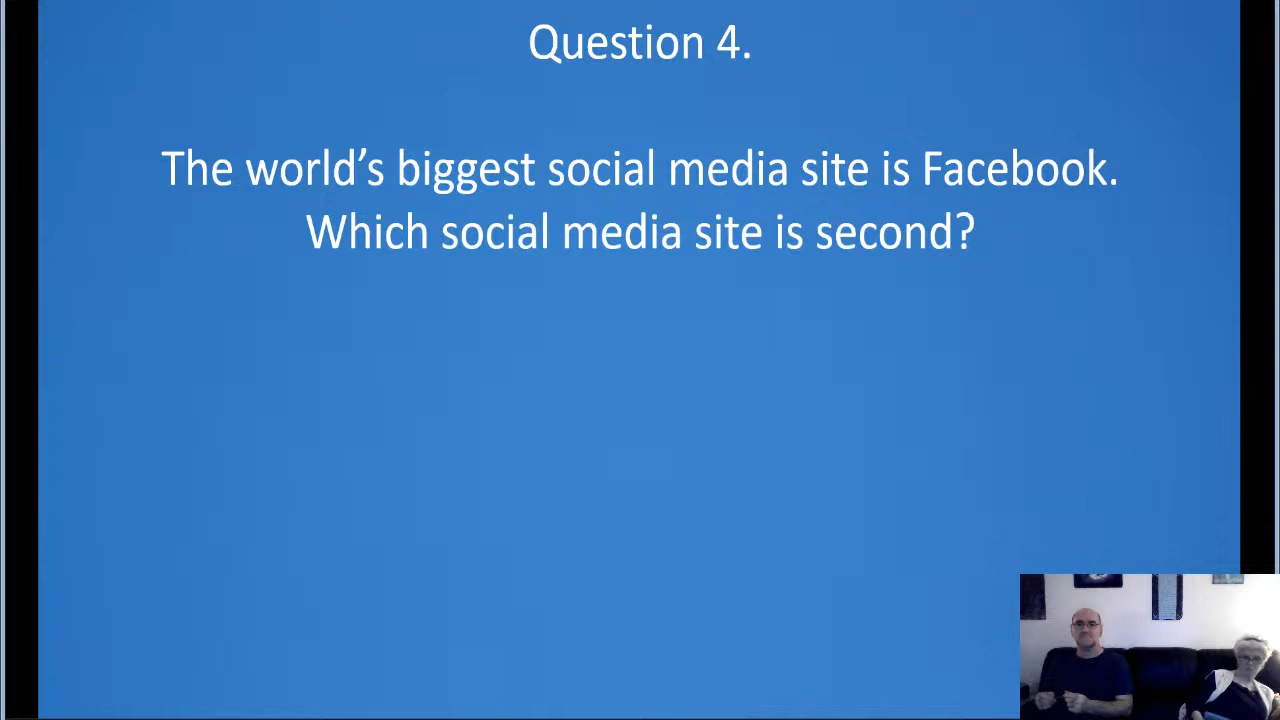 Question 4.
The world’s biggest social media site is Facebook.
Which social media site is second?